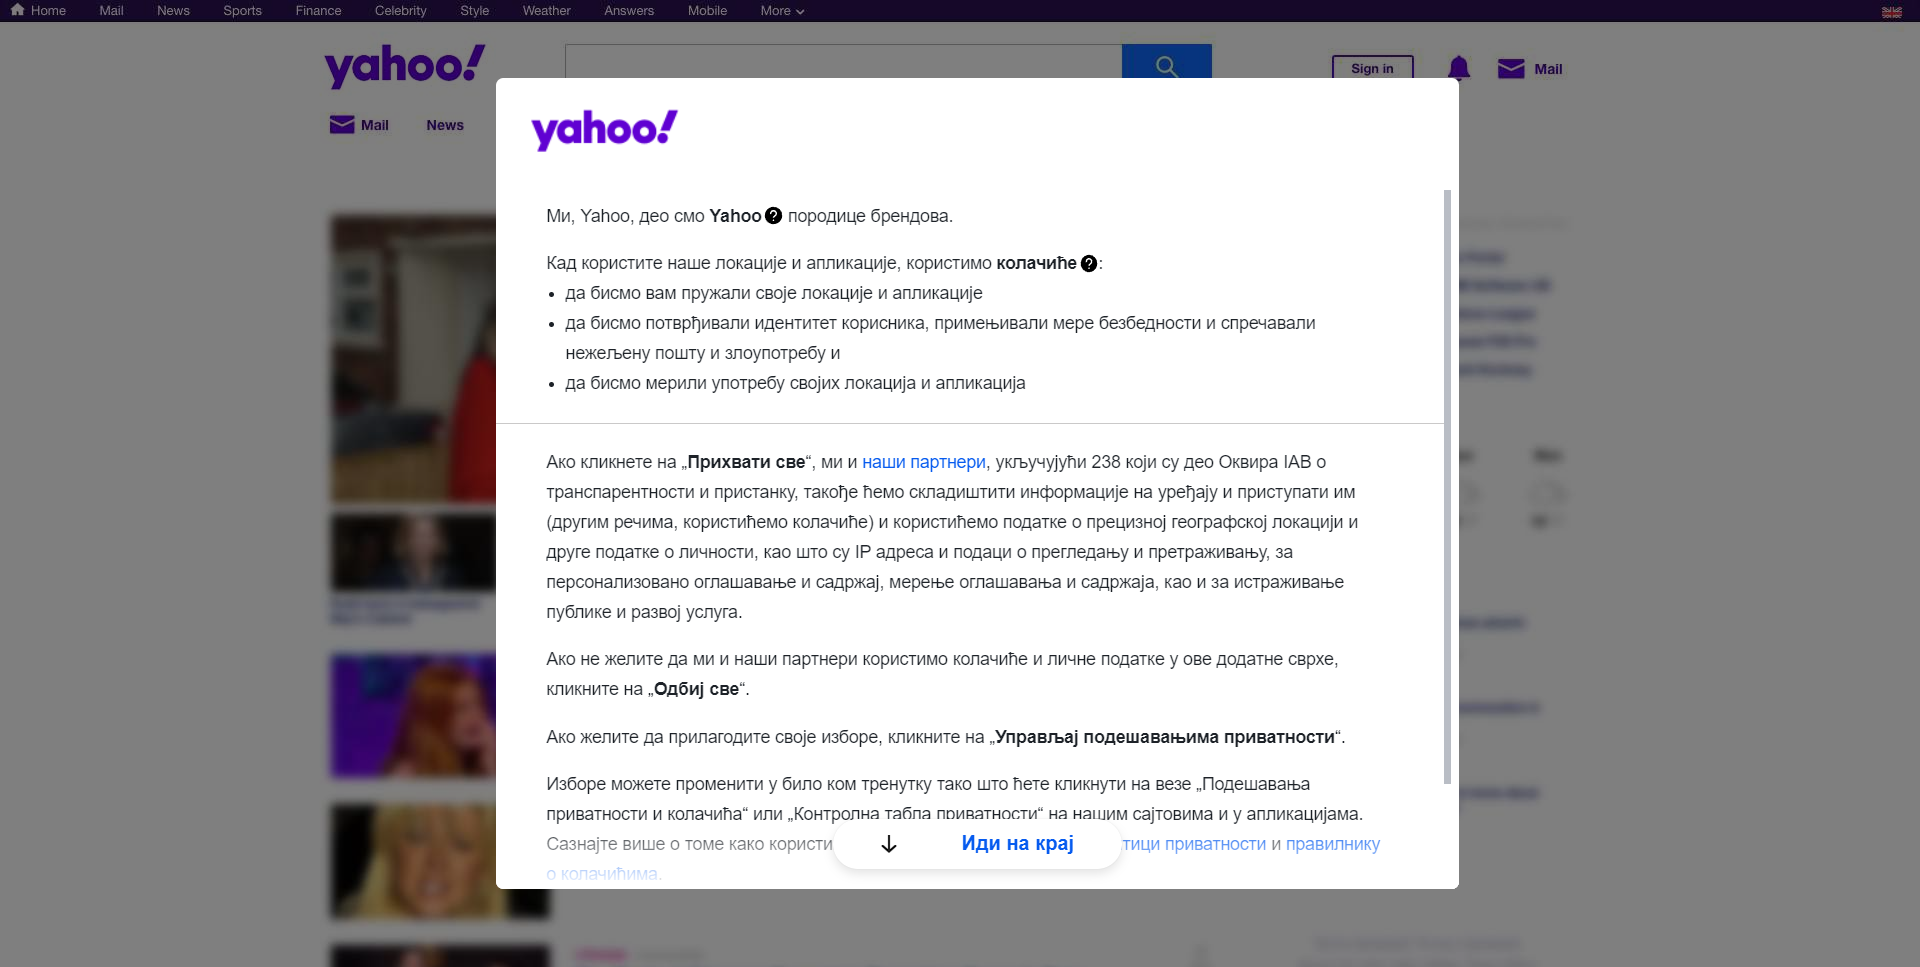 Home Mail News Sports Finance Celebrity Style Weather Answers Mobile More
yahoo!
Sign in
Mail
Mail News
yahoo!
Ми, Yahoo, део смо Yahoo породице брендова.
Кад користите наше локације и апликације, користимо колачиће:
• да бисмо вам пружали своје локације и апликације
• да бисмо потврђивали идентитет корисника, примењивали мере безбедности и спречавали
нежељену пошту и злоупотребу и
• да бисмо мерили употребу својих локација и апликација
Ако кликнете на „Прихвати све“, ми и наши партнери, укључујући 238 који су део Оквира IAB о
транспарентности и пристанку, такође ћемо складиштити информације на уређају и приступати им
(другим речима, користићемо колачиће) и користићемо податке о прецизној географској локацији и
друге податке о личности, као што су IP адреса и подаци о прегледању и претраживању, за
персонализовано оглашавање и садржај, мерење оглашавања и садржаја, као и за истраживање
публике и развој услуга.
Ако не желите да ми и наши партнери користимо колачиће и личне податке у ове додатне сврхе,
кликните на „Одбиј све“.
Ако желите да прилагодите своје изборе, кликните на „Управљај подешавањима приватности“.
Изборе можете променити у било ком тренутку тако што ћете кликнути на везе „Подешавања
приватности и колачића“ или „Контролна табла приватности“ на нашим сајтовима и у апликацијама.
Сазнајте више о томе како користи тици приватности и правилнику
о колачићима.
Иди на крај